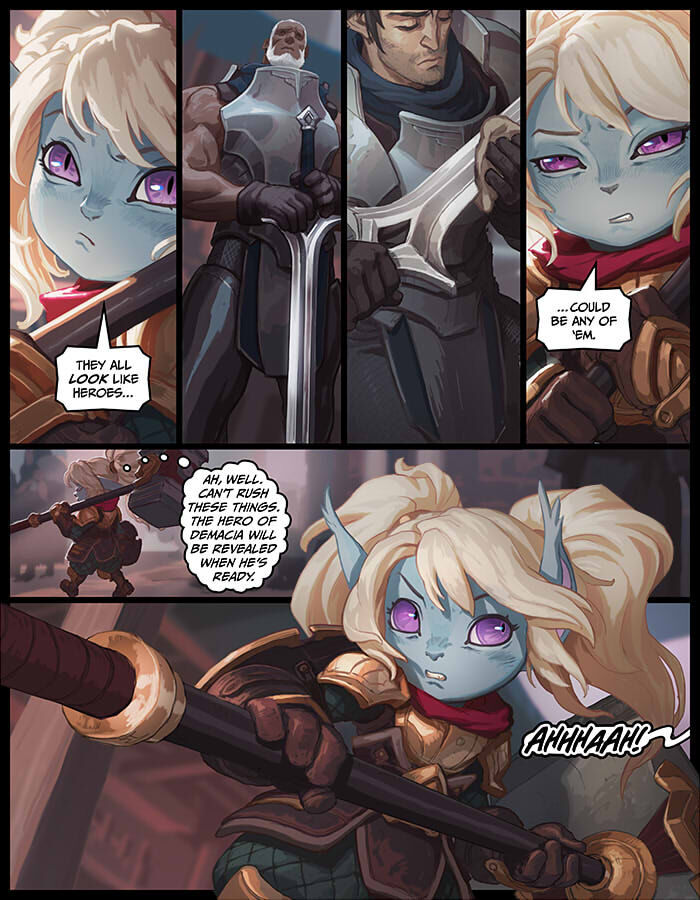 THEY ALL
LOOK LIKE
HEROES...
...COULD
BE ANY OF
'EM.
AH, WELL.
CAN'T RUSH
THESE THINGS.
THE HERO OF
DEMACIA WILL
BE REVEALED
WHEN HE'S
READY.
AHHHAAH!